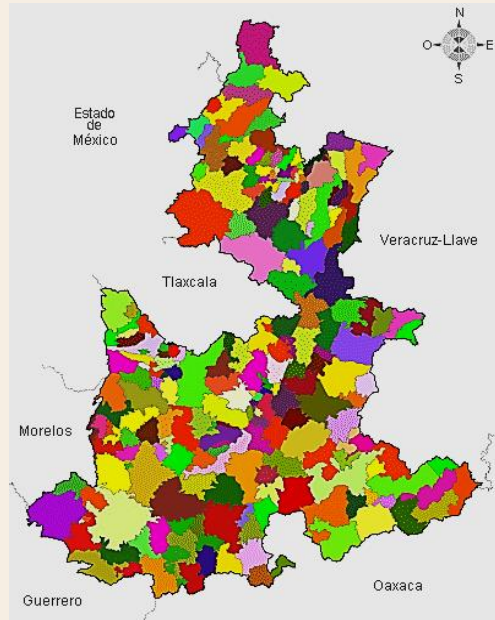 N
O
E
S
Estado
de
México
Veracruz-Llave
Tlaxcala
Morelos
Oaxaca
Guerrero